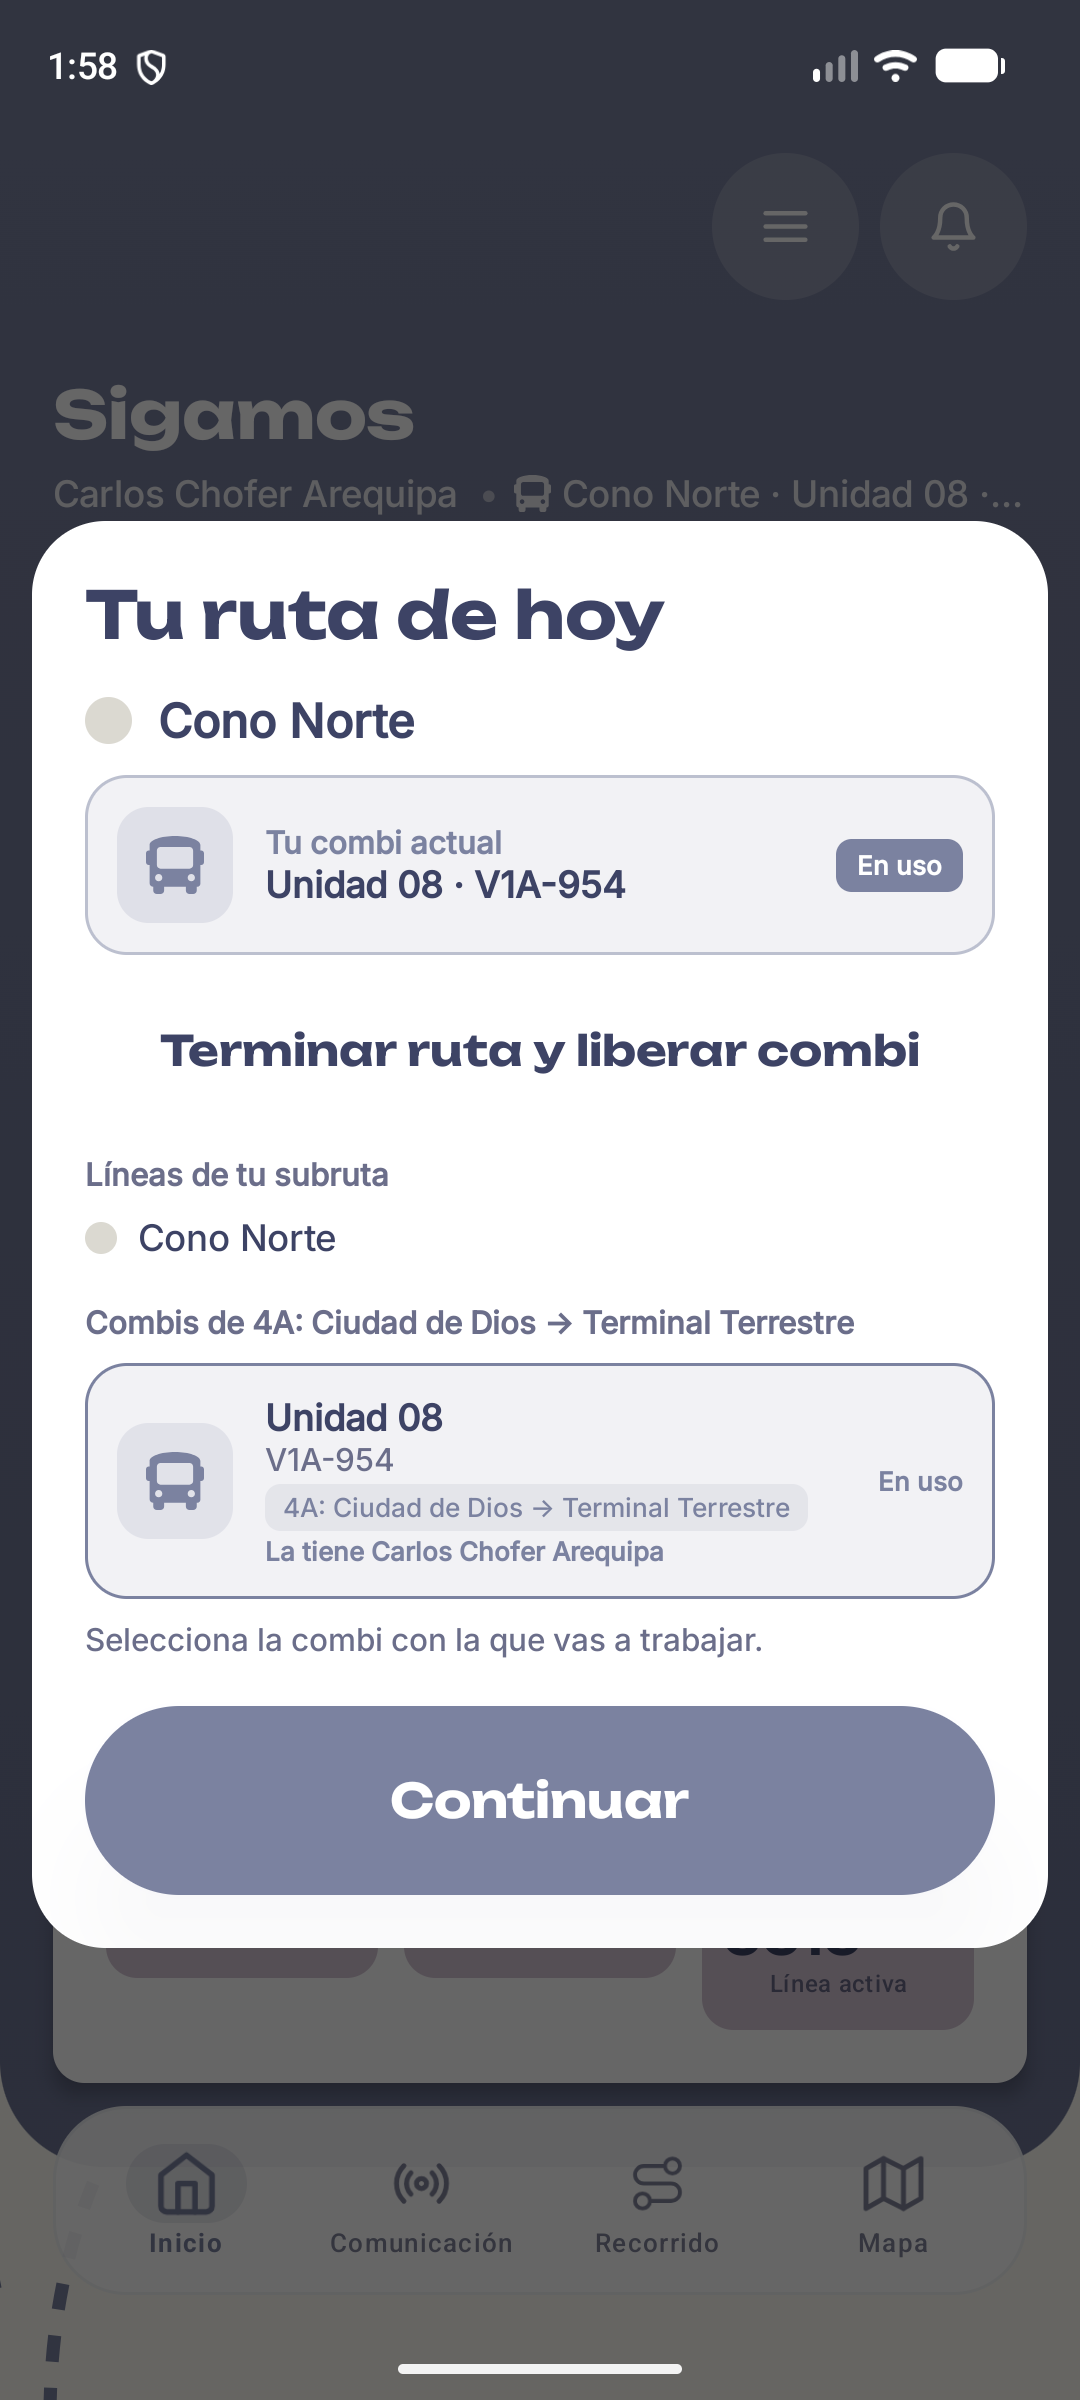 1:58
Sigamos
Carlos Chofer Arequipa • Cono Norte · Unidad 08 ·...
Tu ruta de hoy
Cono Norte
Tu combi actual
Unidad 08 · V1A-954
En uso
Terminar ruta y liberar combi
Líneas de tu subruta
Cono Norte
Combis de 4A: Ciudad de Dios → Terminal Terrestre
Unidad 08
V1A-954
4A: Ciudad de Dios → Terminal Terrestre
La tiene Carlos Chofer Arequipa
En uso
Selecciona la combi con la que vas a trabajar.
Continuar
Línea activa
Inicio
Comunicación
Recorrido
Mapa